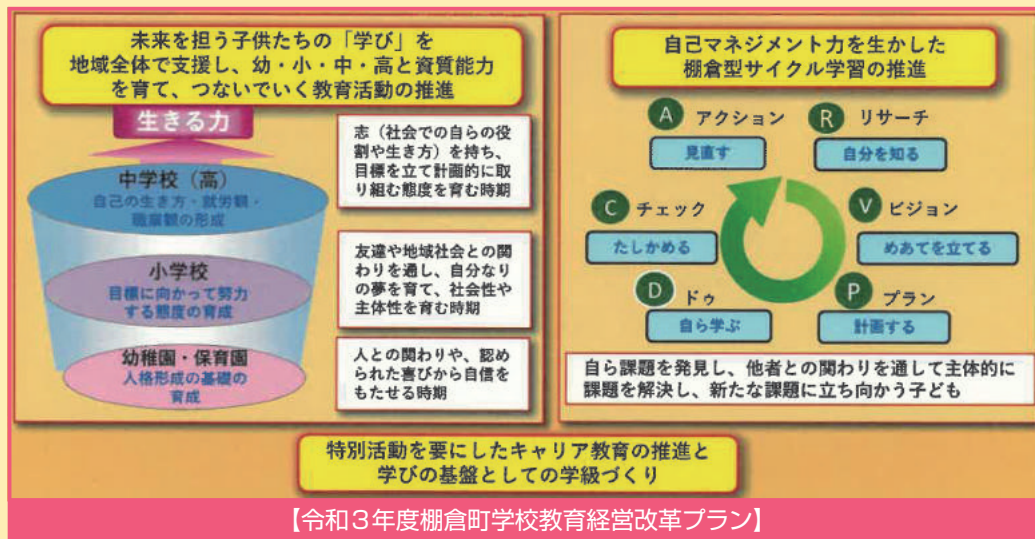 未来を担う子供たちの「学び」を
地域全体で支援し、幼・小・中・高と資質能力
を育て、つないでいく教育活動の推進
生きる力
中学校（高）
自己の生き方・就労観・
職業観の形成
志（社会での自らの役
割や生き方）を持ち、
目標を立て計画的に取
り組む態度を育む時期
小学校
目標に向かって努力
する態度の育成
友達や地域社会との関
わりを通し、自分なり
の夢を育て、社会性や
主体性を育む時期
幼稚園・保育園
人格形成の基礎の
育成
人との関わりや、認め
られた喜びから自信を
もたせる時期
自己マネジメント力を生かした
棚倉型サイクル学習の推進
A アクション
見直す
R リサーチ
自分を知る
C チェック
たしかめる
V ビジョン
めあてを立てる
D ドゥ
自ら学ぶ
P プラン
計画する
自ら課題を発見し、他者との関わりを通して主体的に
課題を解決し、新たな課題に立ち向かう子ども
特別活動を要にしたキャリア教育の推進と
学びの基盤としての学級づくり
【令和３年度棚倉町学校教育経営改革プラン】